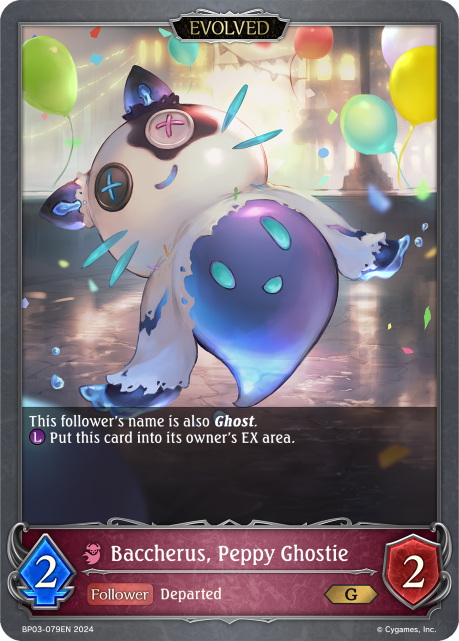 EVOLVED
This follower's name is also Ghost.
L Put this card into its owner's EX area.
2 Baccherus, Peppy Ghostie 2
Follower Departed G
BP03-079EN 2024 © Cygames, Inc.